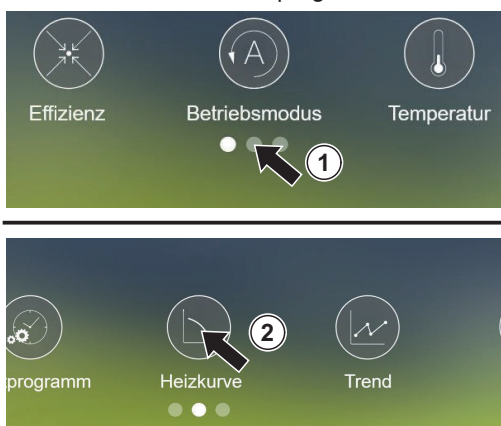 Effizienz
Betriebsmodus
Temperatur
1
2
programm
Heizkurve
Trend